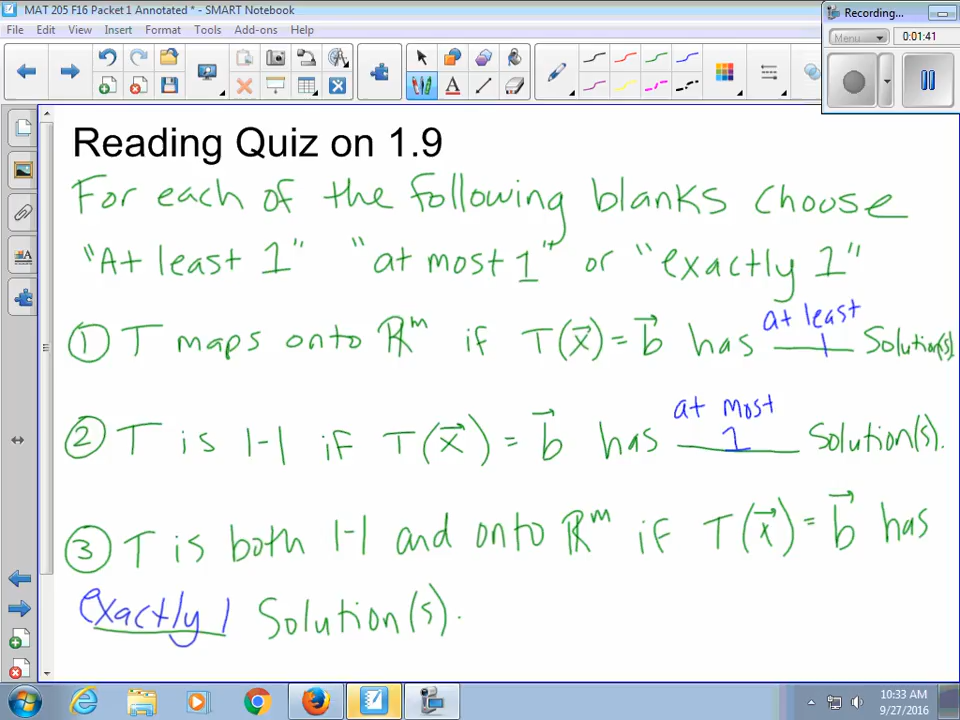 MAT 205 F16 Packet 1 Annotated * - SMART Notebook
Recording...
File Edit View Insert Format Tools Add-ons Help
Menu
0:01:41
Reading Quiz on 1.9
For each of the following blanks choose
"At least 1" "at most 1" or "exactly 1"
① T maps onto ℝᵐ if T(x⃗) = b⃗ has at least 1 Solution(s).
② T is 1-1 if T(x⃗) = b⃗ has at most 1 Solution(s).
③ T is both 1-1 and onto ℝᵐ if T(x⃗) = b⃗ has
exactly 1 Solution(s).
10:33 AM
9/27/2016